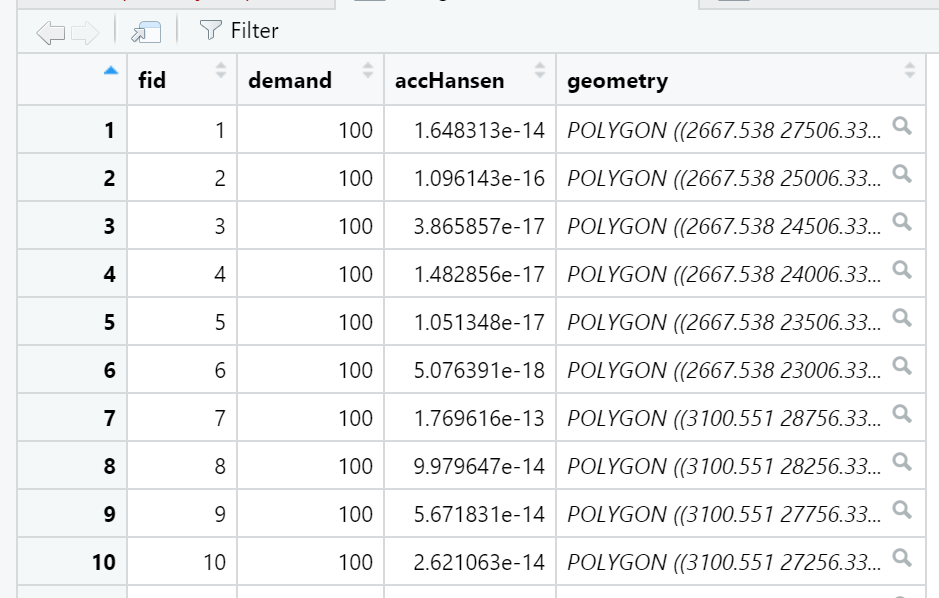 Filter
fid demand accHansen geometry
1 1 100 1.648313e-14 POLYGON ((2667.538 27506.33...
2 2 100 1.096143e-16 POLYGON ((2667.538 25006.33...
3 3 100 3.865857e-17 POLYGON ((2667.538 24506.33...
4 4 100 1.482856e-17 POLYGON ((2667.538 24006.33...
5 5 100 1.051348e-17 POLYGON ((2667.538 23506.33...
6 6 100 5.076391e-18 POLYGON ((2667.538 23006.33...
7 7 100 1.769616e-13 POLYGON ((3100.551 28756.33...
8 8 100 9.979647e-14 POLYGON ((3100.551 28256.33...
9 9 100 5.671831e-14 POLYGON ((3100.551 27756.33...
10 10 100 2.621063e-14 POLYGON ((3100.551 27256.33...